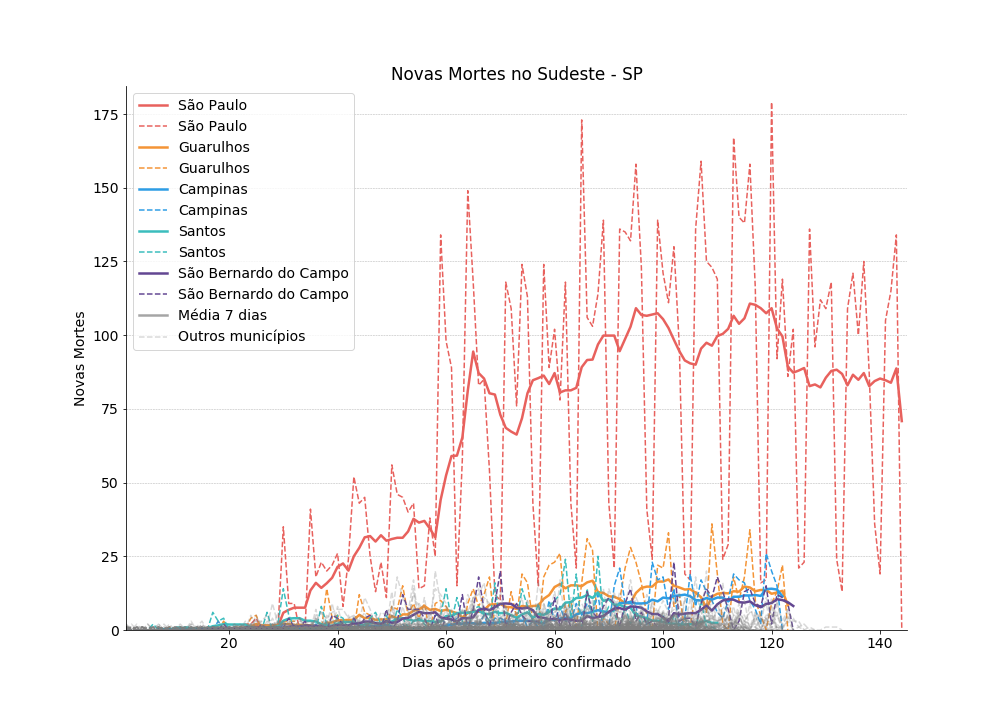 Novas Mortes no Sudeste - SP
São Paulo
São Paulo
Guarulhos
Guarulhos
Campinas
Campinas
Santos
Santos
São Bernardo do Campo
São Bernardo do Campo
Média 7 dias
Outros municípios
Novas Mortes
175
150
125
100
75
50
25
0
20
40
60
80
100
120
140
Dias após o primeiro confirmado